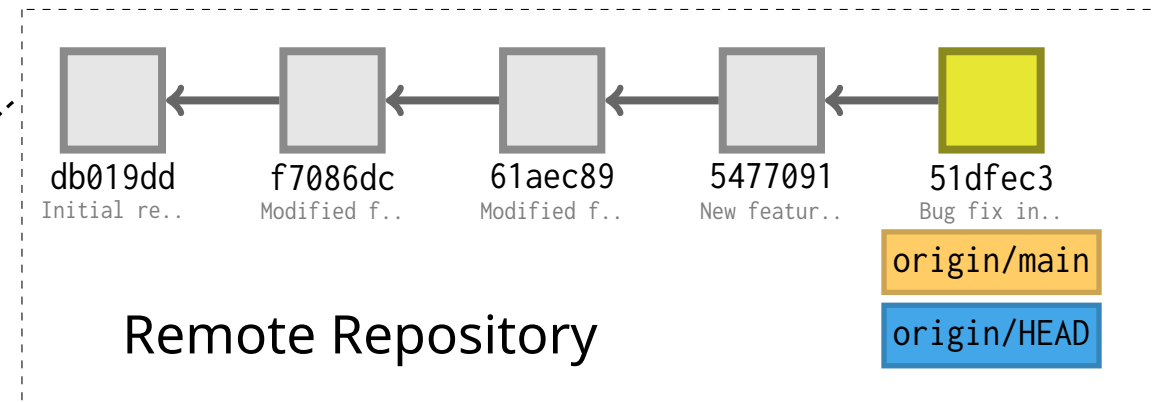 db019dd f7086dc 61aec89 5477091 51dfec3
Initial re.. Modified f.. Modified f.. New featur.. Bug fix in..
origin/main
Remote Repository
origin/HEAD